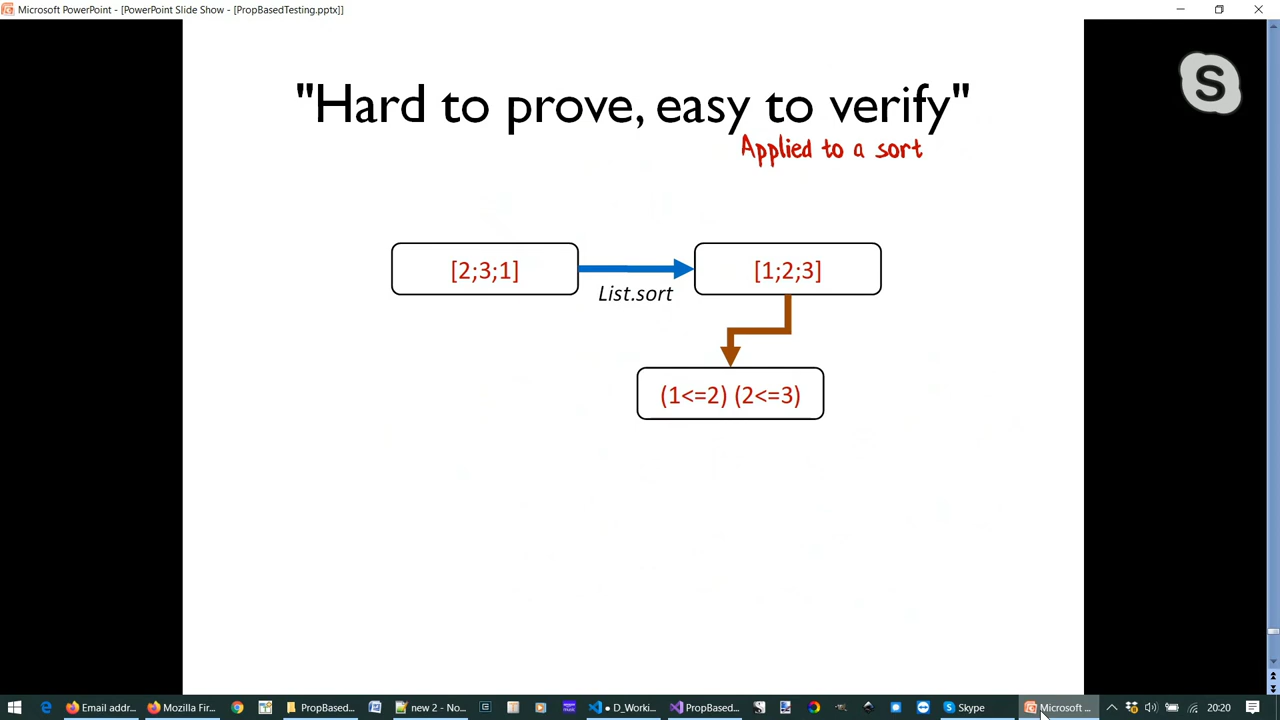 Microsoft PowerPoint - [PowerPoint Slide Show - [PropBasedTesting.pptx]]
S
"Hard to prove, easy to verify"
Applied to a sort
[2;3;1]
List.sort
[1;2;3]
(1<=2) (2<=3)
Email addr...
Mozilla Fir...
PropBased...
new 2 - No...
D_Worki...
PropBased...
Skype
Microsoft ...
20:20